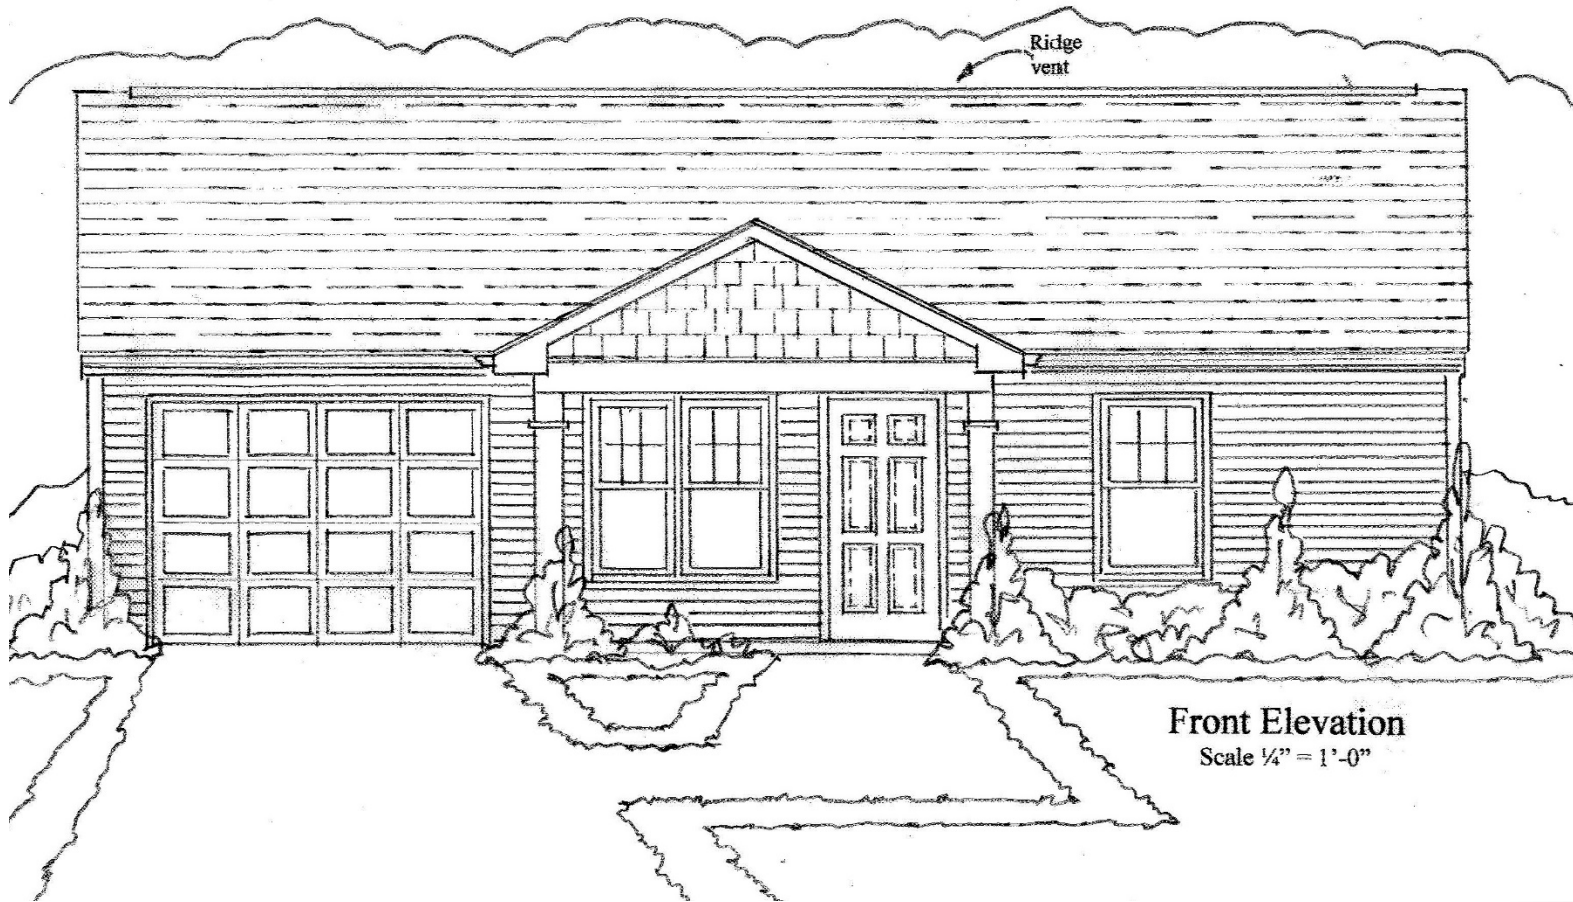 Ridge
vent
Front Elevation
Scale ¼” = 1’-0”